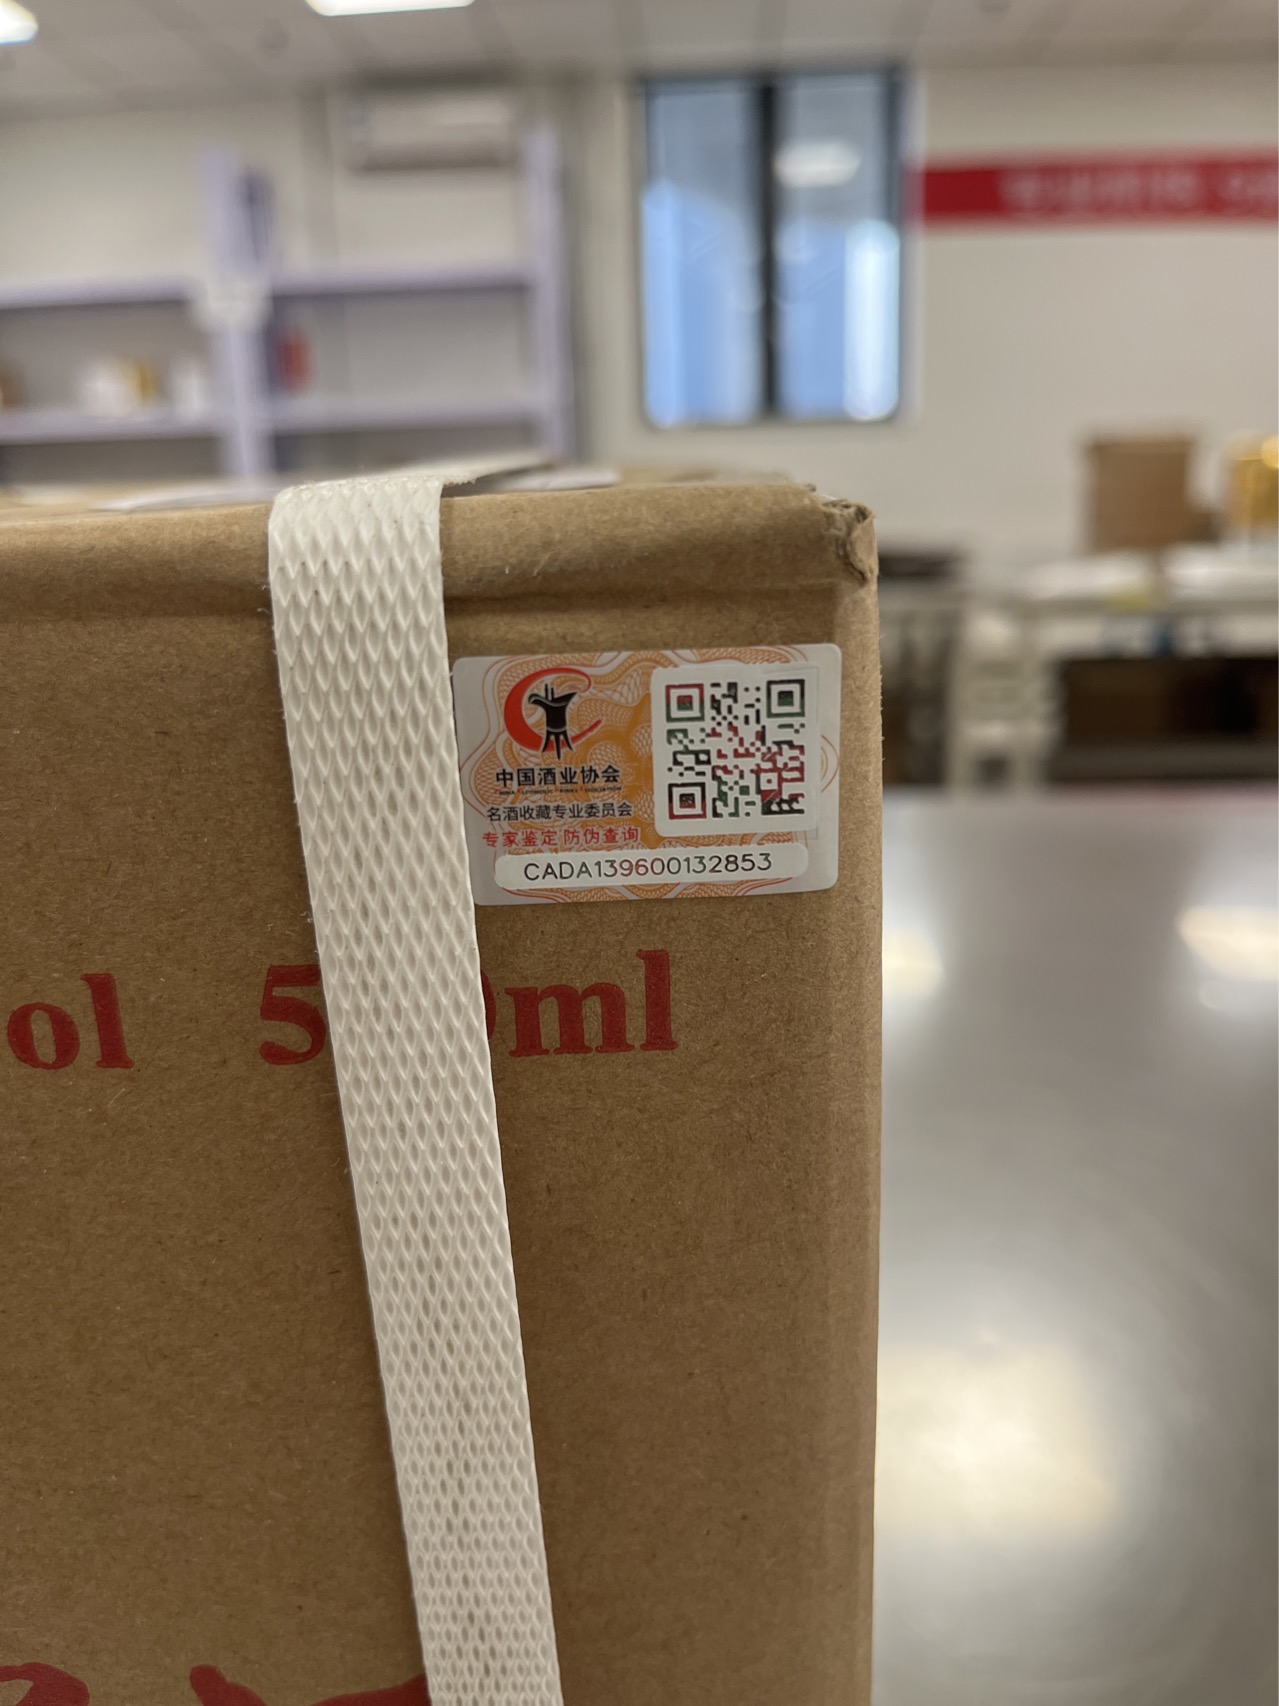 中国酒业协会
名酒收藏专业委员会
专家鉴定 防伪查询
CADA139600132853
ol 5 ml